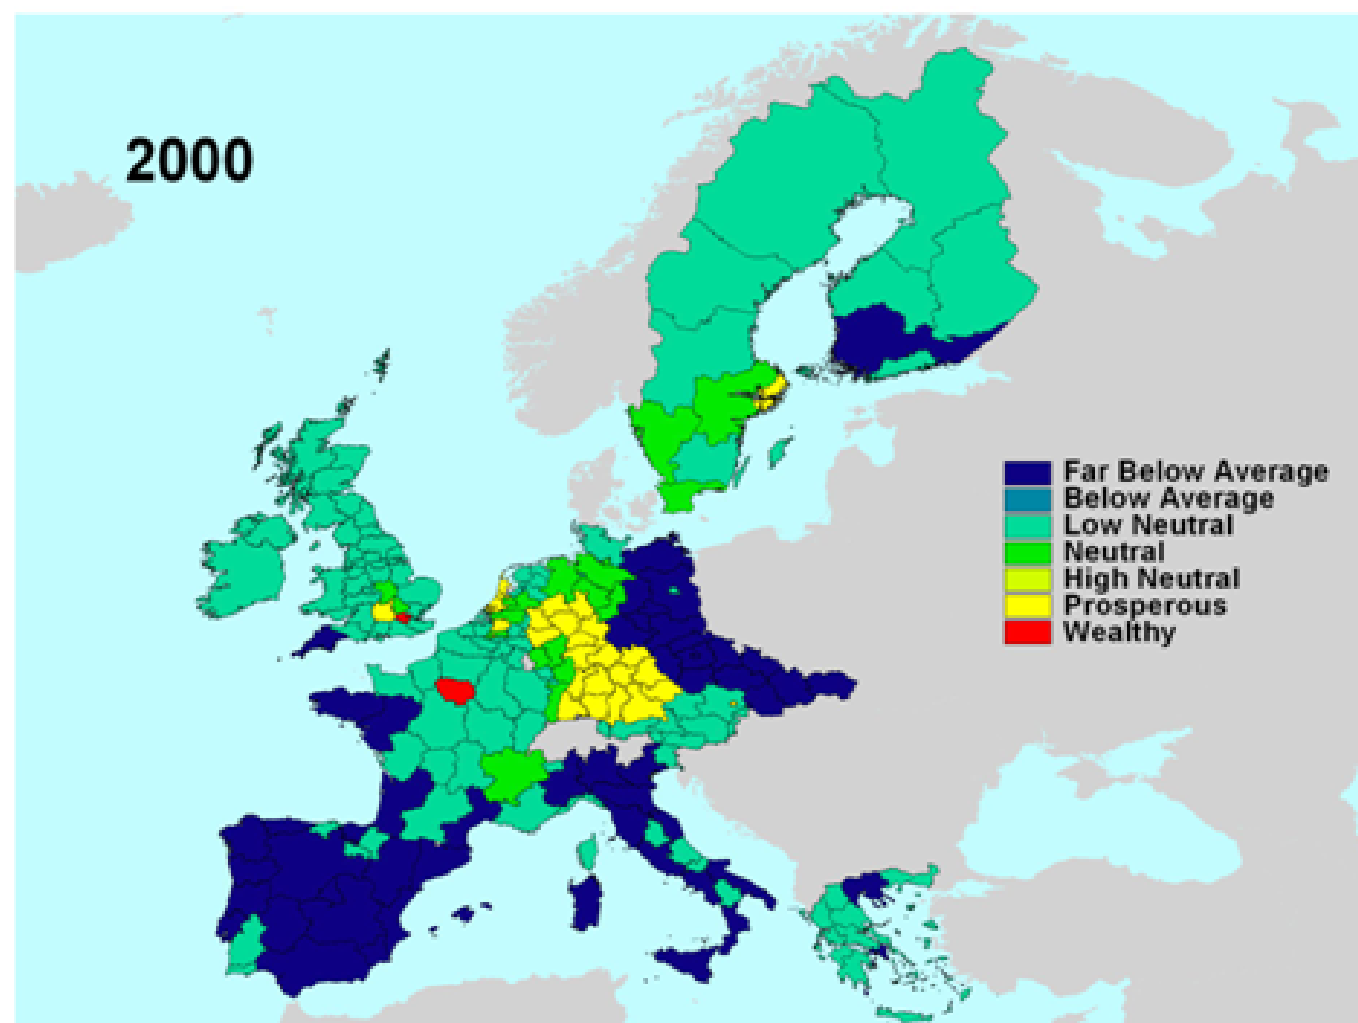 2000
Far Below Average
Below Average
Low Neutral
Neutral
High Neutral
Prosperous
Wealthy